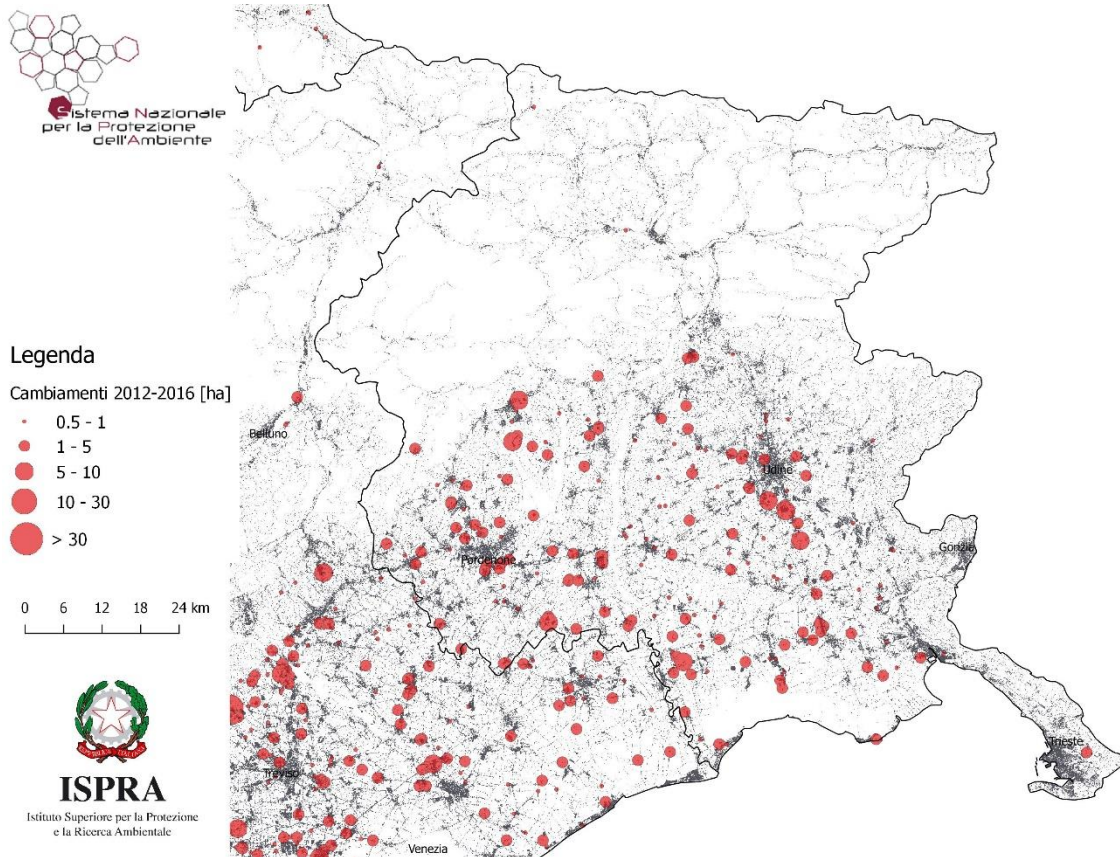 Sistema Nazionale
per la Protezione
dell'Ambiente
Legenda
Cambiamenti 2012-2016 [ha]
0.5 - 1
1 - 5
5 - 10
10 - 30
> 30
0 6 12 18 24 km
ISPRA
Istituto Superiore per la Protezione
e la Ricerca Ambientale
Belluno
Udine
Pordenone
Gorizia
Treviso
Trieste
Venezia